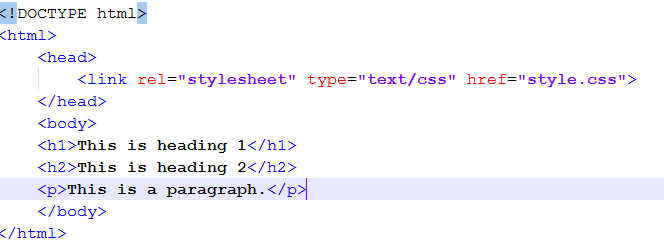 <!DOCTYPE html>
<html>
<head>
<link rel="stylesheet" type="text/css" href="style.css">
</head>
<body>
<h1>This is heading 1</h1>
<h2>This is heading 2</h2>
<p>This is a paragraph.</p>
</body>
</html>